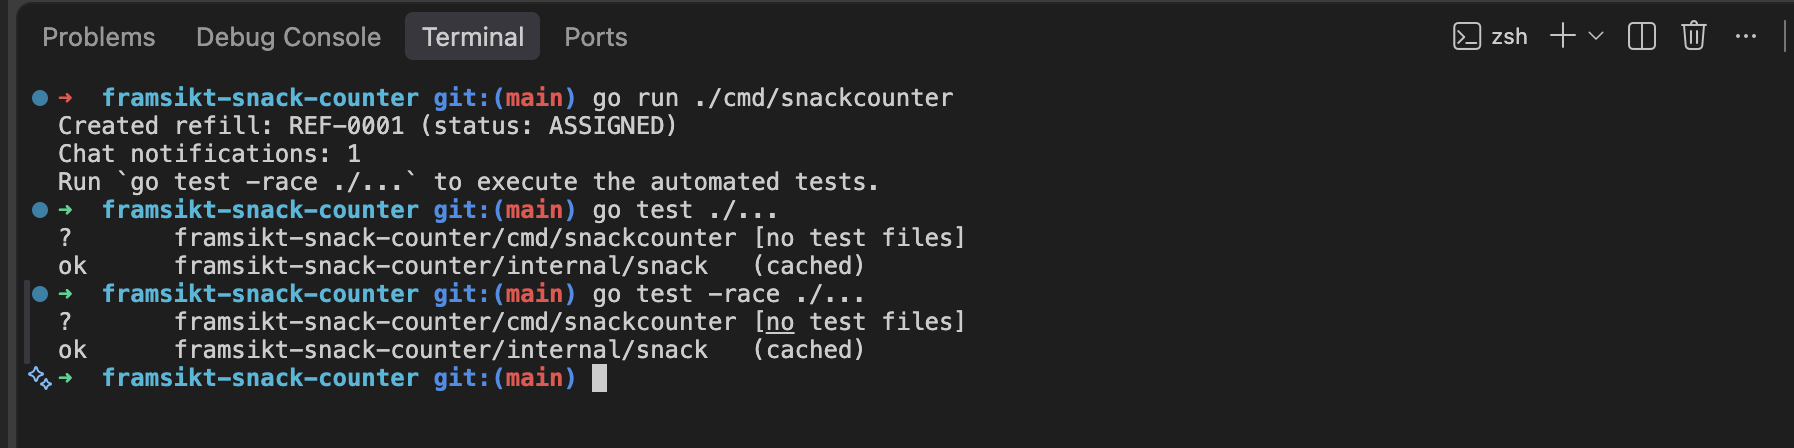 Problems Debug Console Terminal Ports zsh
➜ framsikt-snack-counter git:(main) go run ./cmd/snackcounter
Created refill: REF-0001 (status: ASSIGNED)
Chat notifications: 1
Run `go test -race ./...` to execute the automated tests.
➜ framsikt-snack-counter git:(main) go test ./...
? framsikt-snack-counter/cmd/snackcounter [no test files]
ok framsikt-snack-counter/internal/snack (cached)
➜ framsikt-snack-counter git:(main) go test -race ./...
? framsikt-snack-counter/cmd/snackcounter [no test files]
ok framsikt-snack-counter/internal/snack (cached)
➜ framsikt-snack-counter git:(main)